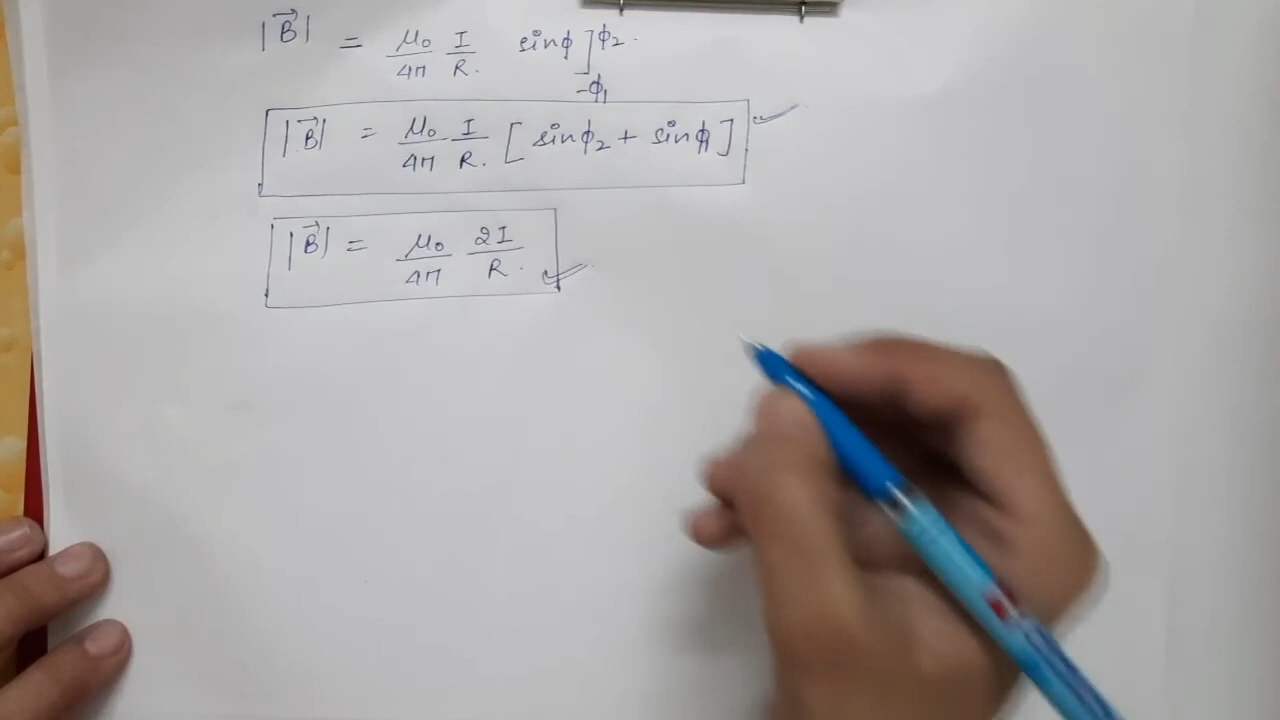 |B⃗| = μ₀/4π I/R. sinϕ]ϕ₂. -ϕ₁
|B⃗| = μ₀/4π I/R. [sinϕ₂ + sinϕ₁]
|B⃗| = μ₀/4π 2I/R.